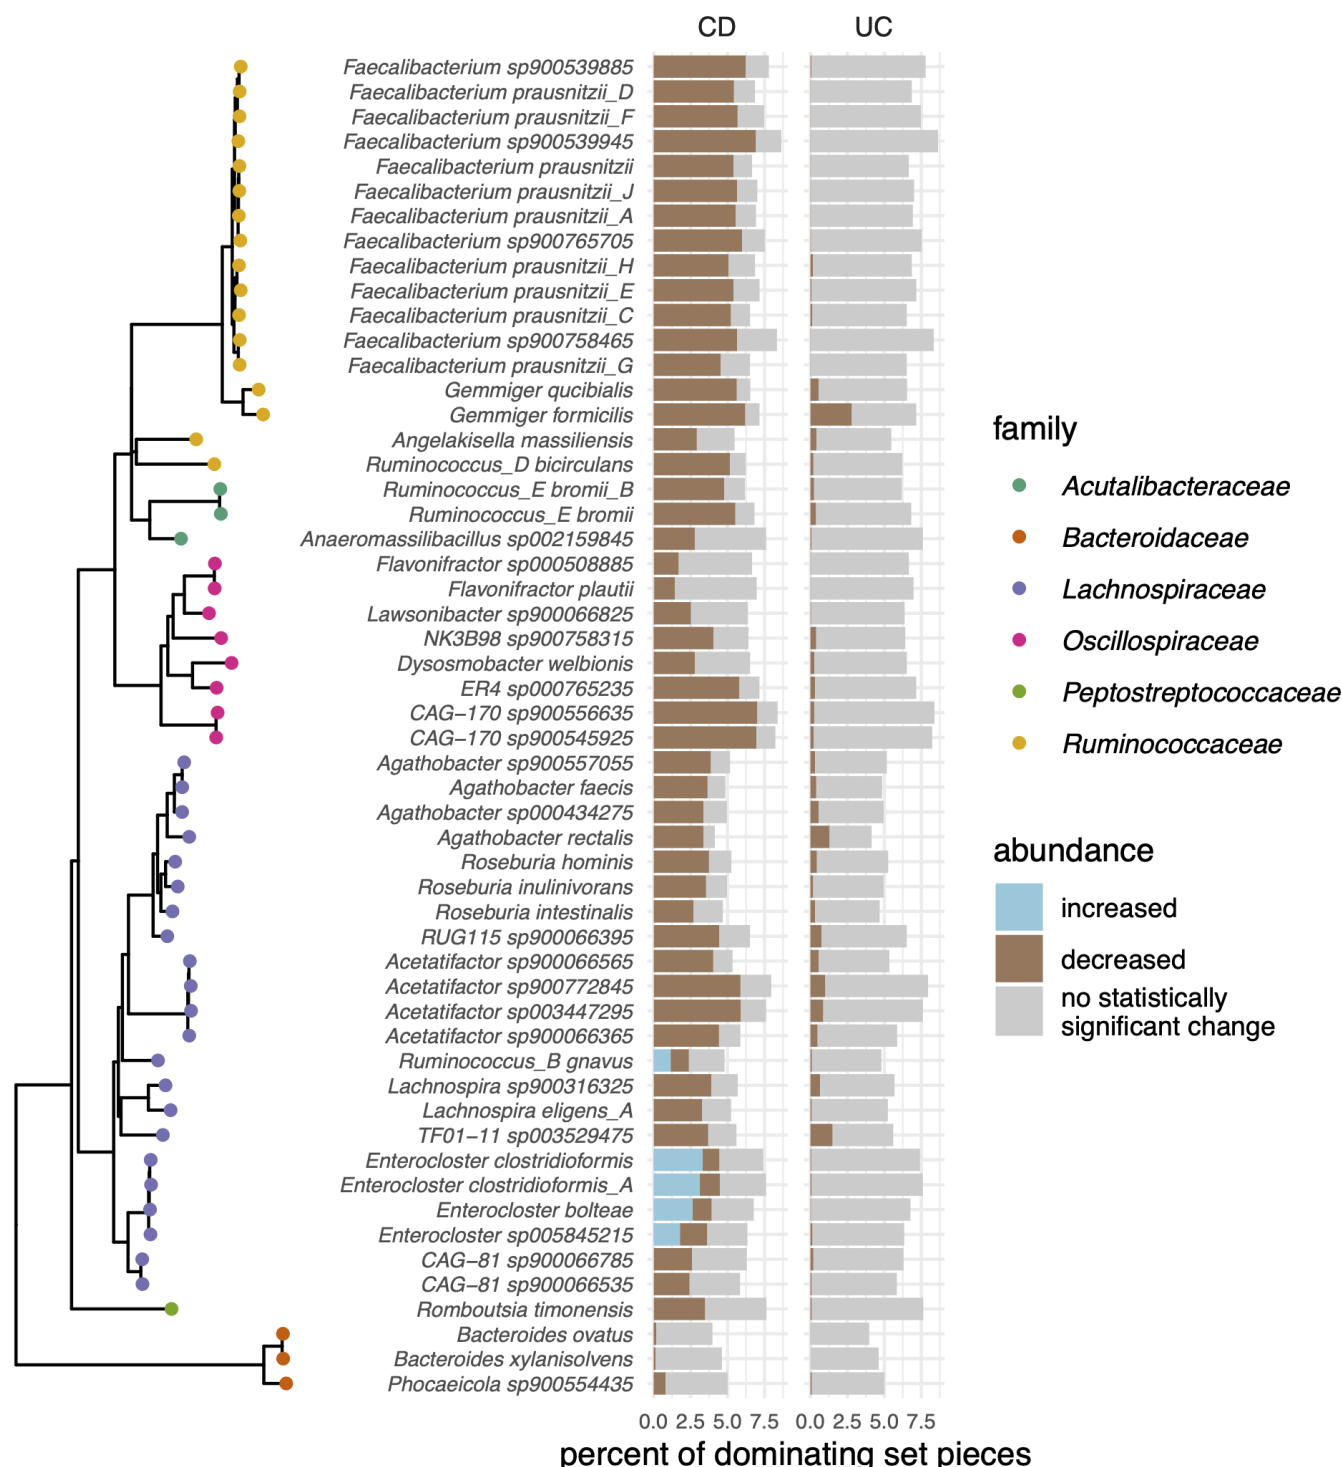 CD UC
Faecalibacterium sp900539885
Faecalibacterium prausnitzii_D
Faecalibacterium prausnitzii_F
Faecalibacterium sp900539945
Faecalibacterium prausnitzii
Faecalibacterium prausnitzii_J
Faecalibacterium prausnitzii_A
Faecalibacterium sp900765705
Faecalibacterium prausnitzii_H
Faecalibacterium prausnitzii_E
Faecalibacterium prausnitzii_C
Faecalibacterium sp900758465
Faecalibacterium prausnitzii_G
Gemmiger qucibialis
Gemmiger formicilis
Angelakisella massiliensis
Ruminococcus_D bicirculans
Ruminococcus_E bromii_B
Ruminococcus_E bromii
Anaeromassilibacillus sp002159845
Flavonifractor sp000508885
Flavonifractor plautii
Lawsonibacter sp900066825
NK3B98 sp900758315
Dysosmobacter welbionis
ER4 sp000765235
CAG−170 sp900556635
CAG−170 sp900545925
Agathobacter sp900557055
Agathobacter faecis
Agathobacter sp000434275
Agathobacter rectalis
Roseburia hominis
Roseburia inulinivorans
Roseburia intestinalis
RUG115 sp900066395
Acetatifactor sp900066565
Acetatifactor sp900772845
Acetatifactor sp003447295
Acetatifactor sp900066365
Ruminococcus_B gnavus
Lachnospira sp900316325
Lachnospira eligens_A
TF01−11 sp003529475
Enterocloster clostridioformis
Enterocloster clostridioformis_A
Enterocloster bolteae
Enterocloster sp005845215
CAG−81 sp900066785
CAG−81 sp900066535
Romboutsia timonensis
Bacteroides ovatus
Bacteroides xylanisolvens
Phocaeicola sp900554435
0.0 2.5 5.0 7.5 0.0 2.5 5.0 7.5
percent of dominating set pieces
family
Acutalibacteraceae
Bacteroidaceae
Lachnospiraceae
Oscillospiraceae
Peptostreptococcaceae
Ruminococcaceae
abundance
increased
decreased
no statistically
significant change